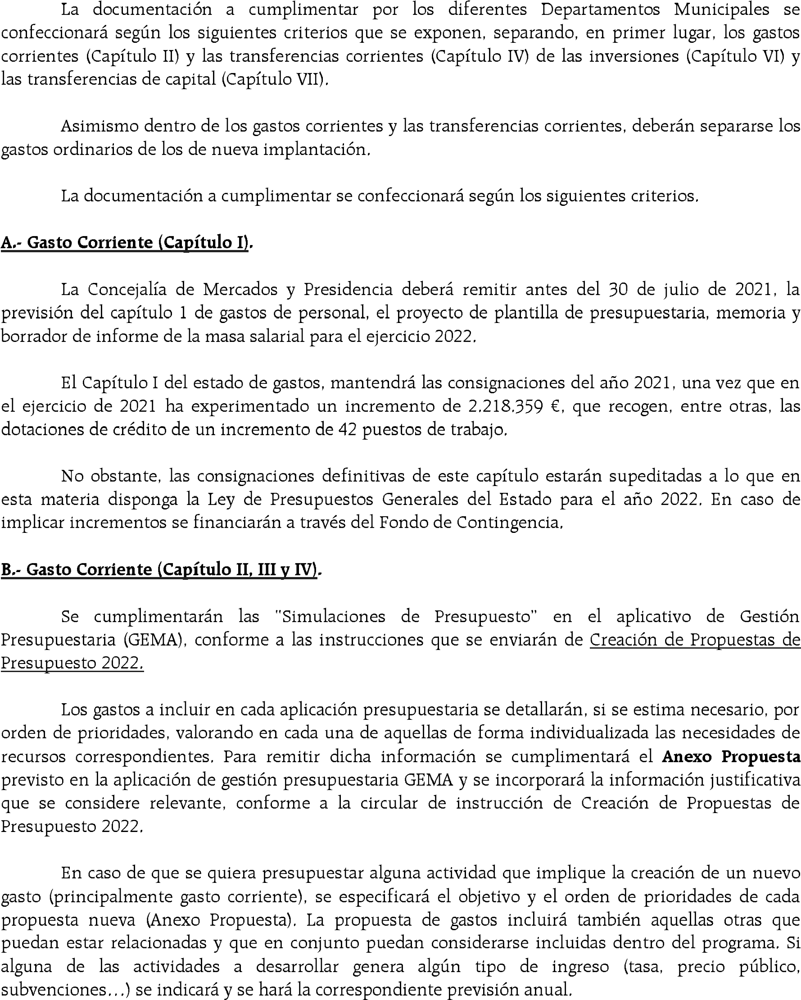 La documentación a cumplimentar por los diferentes Departamentos Municipales se
confeccionará según los siguientes criterios que se exponen, separando, en primer lugar, los gastos
corrientes (Capítulo II) y las transferencias corrientes (Capítulo IV) de las inversiones (Capítulo VI) y
las transferencias de capital (Capítulo VII).
Asimismo dentro de los gastos corrientes y las transferencias corrientes, deberán separarse los
gastos ordinarios de los de nueva implantación.
La documentación a cumplimentar se confeccionará según los siguientes criterios.
A.- Gasto Corriente (Capítulo I).
La Concejalía de Mercados y Presidencia deberá remitir antes del 30 de julio de 2021, la
previsión del capítulo 1 de gastos de personal, el proyecto de plantilla de presupuestaria, memoria y
borrador de informe de la masa salarial para el ejercicio 2022.
El Capítulo I del estado de gastos, mantendrá las consignaciones del año 2021, una vez que en
el ejercicio de 2021 ha experimentado un incremento de 2.218.359 €, que recogen, entre otras, las
dotaciones de crédito de un incremento de 42 puestos de trabajo.
No obstante, las consignaciones definitivas de este capítulo estarán supeditadas a lo que en
esta materia disponga la Ley de Presupuestos Generales del Estado para el año 2022. En caso de
implicar incrementos se financiarán a través del Fondo de Contingencia.
B.- Gasto Corriente (Capítulo II, III y IV).
Se cumplimentarán las "Simulaciones de Presupuesto" en el aplicativo de Gestión
Presupuestaria (GEMA), conforme a las instrucciones que se enviarán de Creación de Propuestas de
Presupuesto 2022.
Los gastos a incluir en cada aplicación presupuestaria se detallarán, si se estima necesario, por
orden de prioridades, valorando en cada una de aquellas de forma individualizada las necesidades de
recursos correspondientes. Para remitir dicha información se cumplimentará el Anexo Propuesta
previsto en la aplicación de gestión presupuestaria GEMA y se incorporará la información justificativa
que se considere relevante, conforme a la circular de instrucción de Creación de Propuestas de
Presupuesto 2022.
En caso de que se quiera presupuestar alguna actividad que implique la creación de un nuevo
gasto (principalmente gasto corriente), se especificará el objetivo y el orden de prioridades de cada
propuesta nueva (Anexo Propuesta). La propuesta de gastos incluirá también aquellas otras que
puedan estar relacionadas y que en conjunto puedan considerarse incluidas dentro del programa. Si
alguna de las actividades a desarrollar genera algún tipo de ingreso (tasa, precio público,
subvenciones...) se indicará y se hará la correspondiente previsión anual.